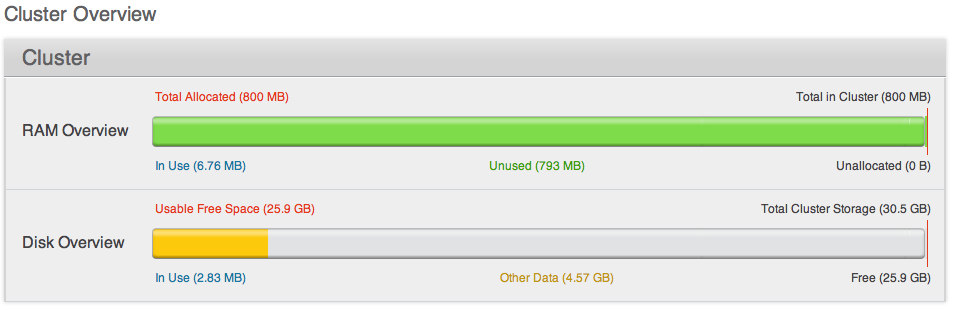 Cluster Overview
Cluster
Total Allocated (800 MB) Total in Cluster (800 MB)
RAM Overview
In Use (6.76 MB) Unused (793 MB) Unallocated (0 B)
Usable Free Space (25.9 GB) Total Cluster Storage (30.5 GB)
Disk Overview
In Use (2.83 MB) Other Data (4.57 GB) Free (25.9 GB)